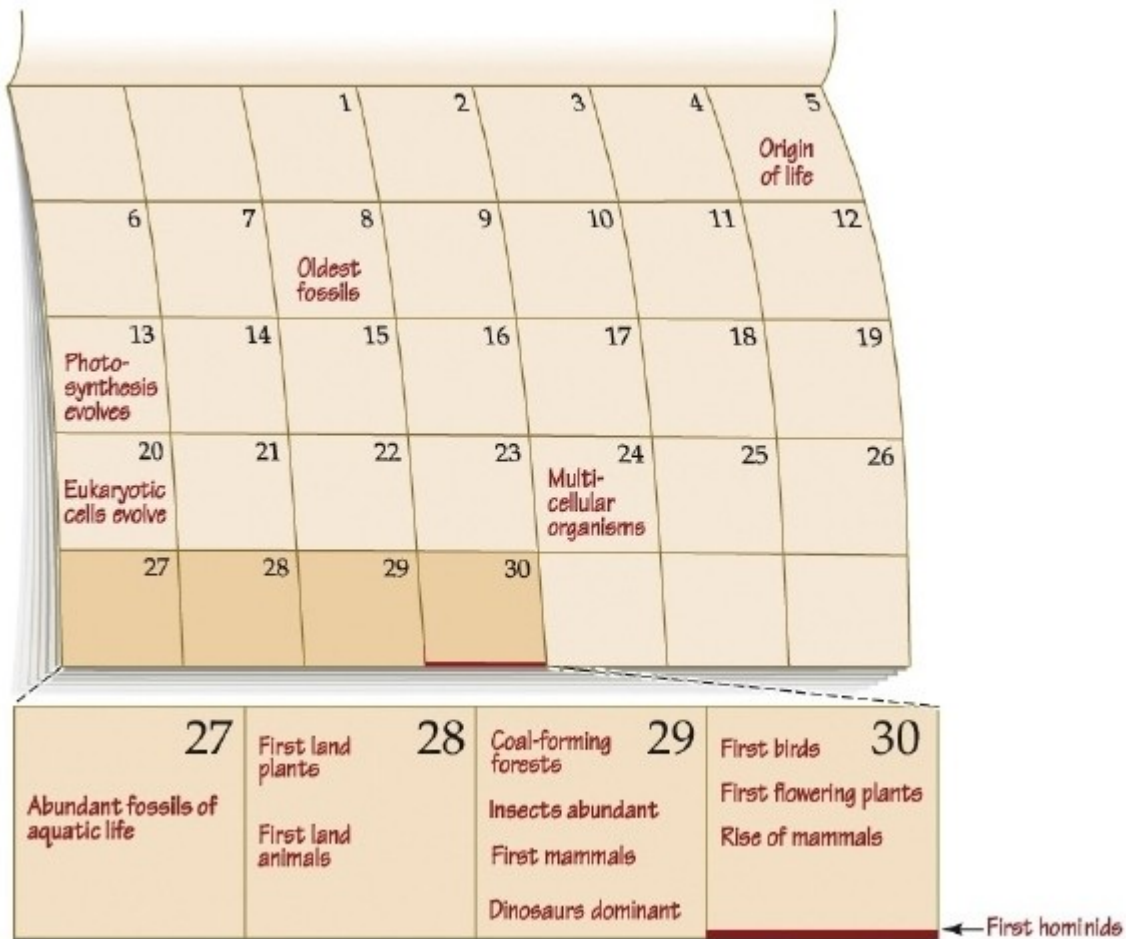 1 2 3 4 5
Origin
of life
6 7 8 9 10 11 12
Oldest
fossils
13 14 15 16 17 18 19
Photo-
synthesis
evolves
20 21 22 23 24 25 26
Eukaryotic
cells evolve
Multi-
cellular
organisms
27 28 29 30
27
Abundant fossils of
aquatic life
28
First land
plants
First land
animals
29
Coal-forming
forests
Insects abundant
First mammals
Dinosaurs dominant
30
First birds
First flowering plants
Rise of mammals
First hominids